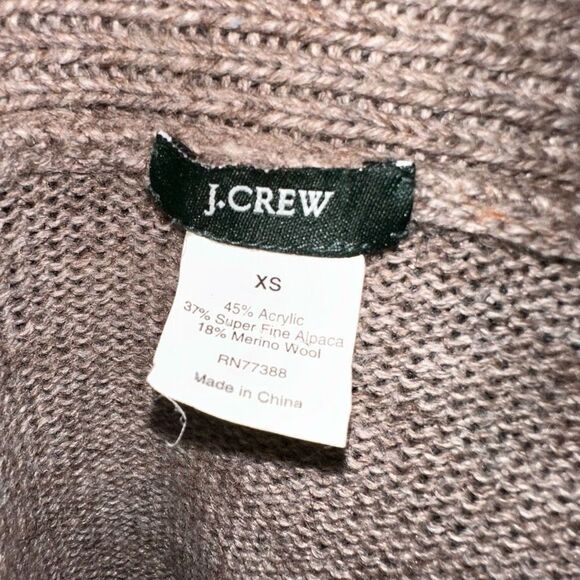 J.CREW
XS
45% Acrylic
37% Super Fine Alpaca
18% Merino Wool
RN77388
Made in China